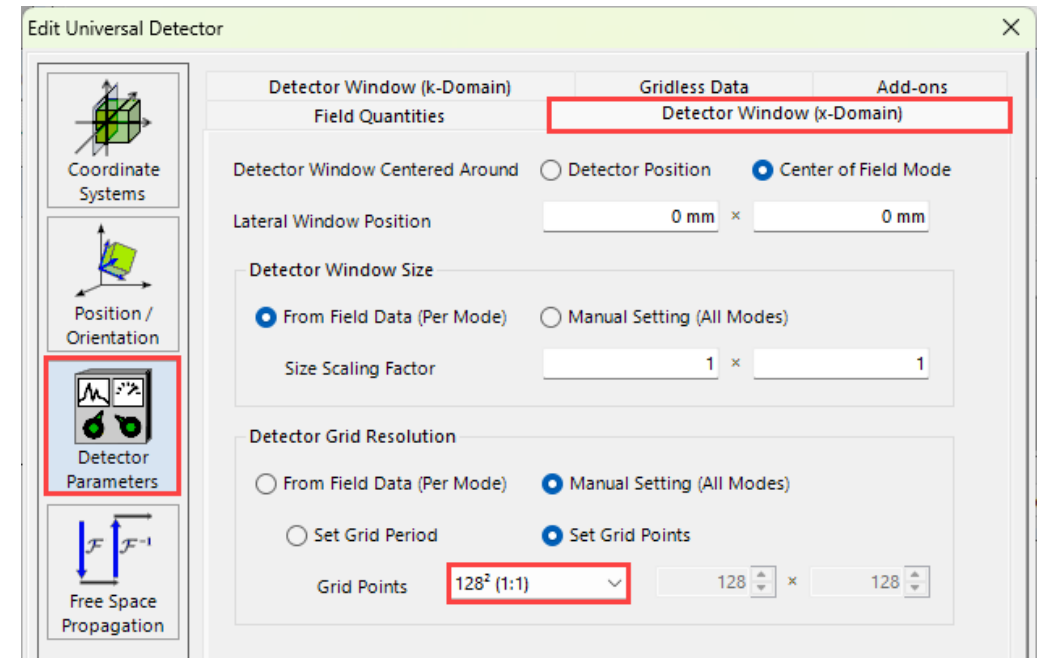 Edit Universal Detector
Coordinate
Systems
Position /
Orientation
Detector
Parameters
ℱ ℱ⁻¹
Free Space
Propagation
Detector Window (k-Domain) Gridless Data Add-ons
Field Quantities Detector Window (x-Domain)
Detector Window Centered Around Detector Position Center of Field Mode
Lateral Window Position 0 mm × 0 mm
Detector Window Size
From Field Data (Per Mode) Manual Setting (All Modes)
Size Scaling Factor 1 × 1
Detector Grid Resolution
From Field Data (Per Mode) Manual Setting (All Modes)
Set Grid Period Set Grid Points
Grid Points 128² (1:1) 128 × 128